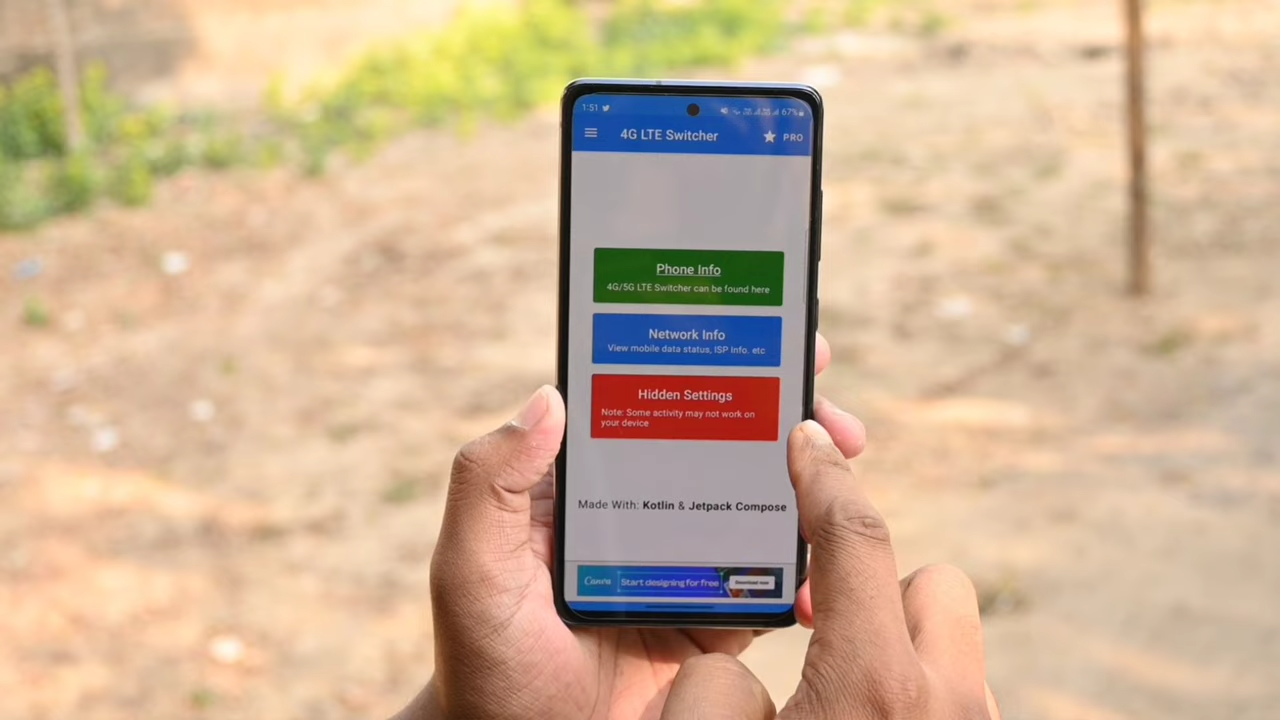 1:51 67%
4G LTE Switcher PRO
Phone Info
4G/5G LTE Switcher can be found here
Network Info
View mobile data status, ISP Info. etc
Hidden Settings
Note: Some activity may not work on
your device
Made With: Kotlin & Jetpack Compose
Canva Start designing for free Download now